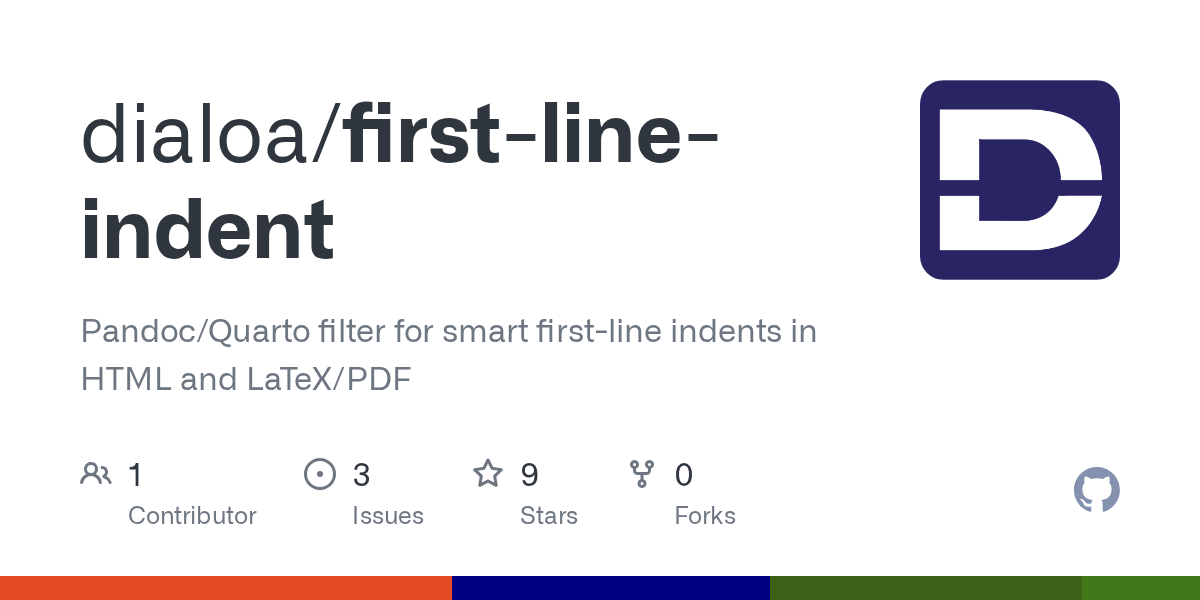 dialoa/first-line-
indent
Pandoc/Quarto filter for smart first-line indents in
HTML and LaTeX/PDF
1 3 9 0
Contributor Issues Stars Forks